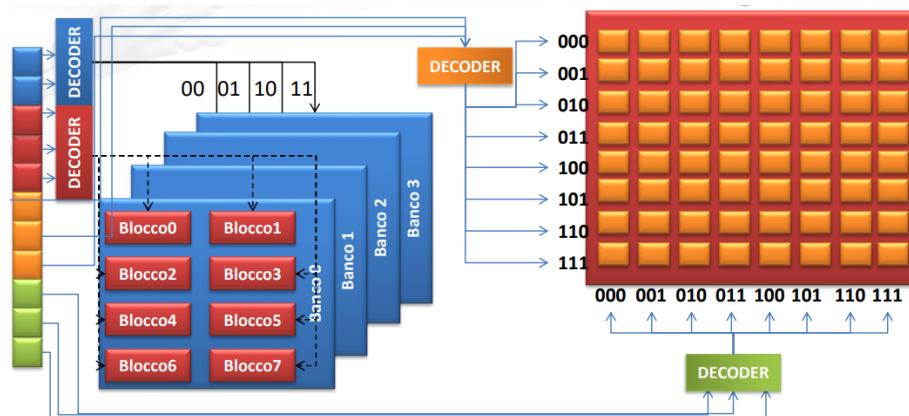 DECODER
DECODER
00 01 10 11
Banco 3
Banco 2
Banco 1
Banco 0
Blocco0 Blocco1
Blocco2 Blocco3
Blocco4 Blocco5
Blocco6 Blocco7
DECODER
000
001
010
011
100
101
110
111
000 001 010 011 100 101 110 111
DECODER